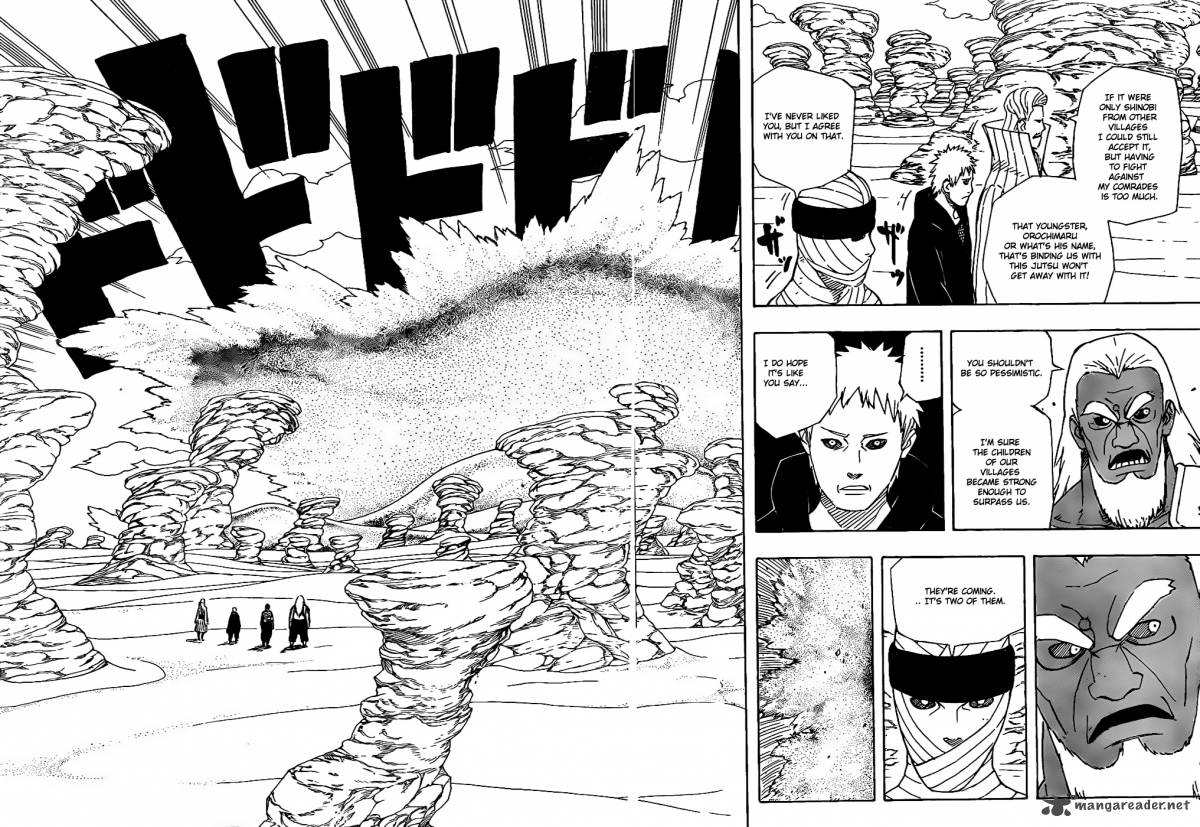 IF IT WERE
ONLY SHINOBI
FROM OTHER
VILLAGES
I COULD STILL
ACCEPT IT,
BUT HAVING
TO FIGHT
AGAINST
MY COMRADES
IS TOO MUCH.
THAT YOUNGSTER,
OROCHIMARU
OR WHAT'S HIS NAME,
THAT'S BINDING US WITH
THIS JUTSU WON'T
GET AWAY WITH IT!
I'VE NEVER LIKED
YOU, BUT I AGREE
WITH YOU ON THAT.
ザ
ザ
YOU SHOULDN'T
BE SO PESSIMISTIC.
I'M SURE
THE CHILDREN
OF OUR
VILLAGES
BECAME STRONG
ENOUGH TO
SURPASS US.
.........
I DO HOPE
IT'S LIKE
YOU SAY...
THEY'RE COMING.
.. IT'S TWO OF THEM.
ドドド
mangareader.net